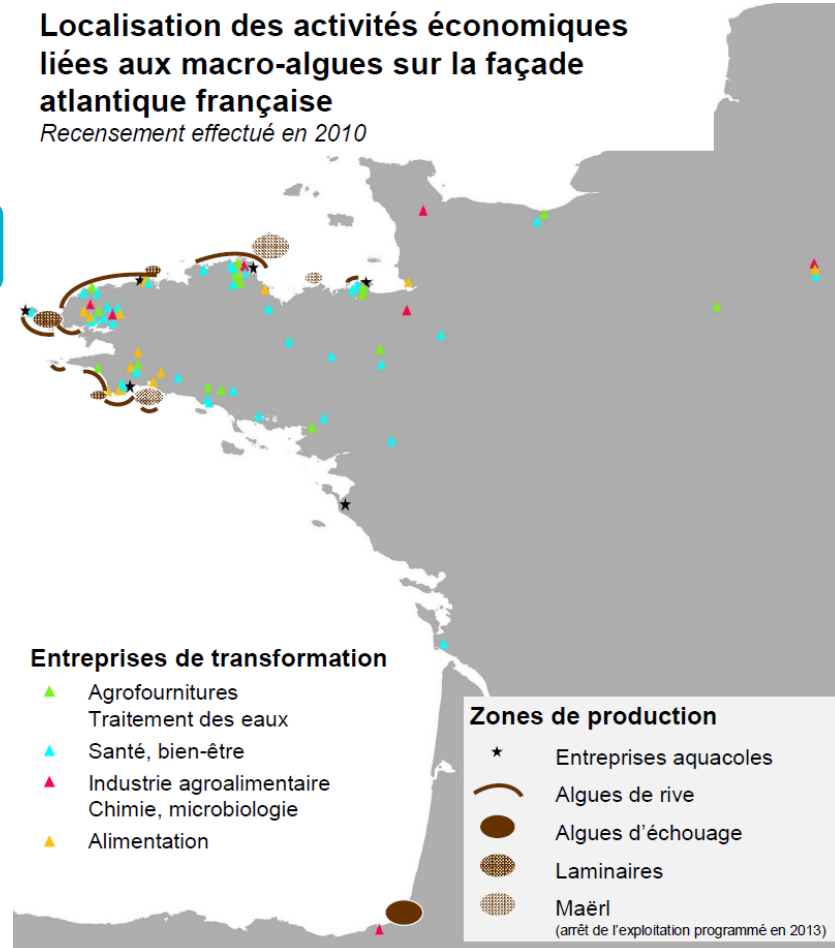 Localisation des activités économiques
liées aux macro-algues sur la façade
atlantique française
Recensement effectué en 2010
Entreprises de transformation
Agrofournitures
Traitement des eaux
Santé, bien-être
Industrie agroalimentaire
Chimie, microbiologie
Alimentation
Zones de production
Entreprises aquacoles
Algues de rive
Algues d'échouage
Laminaires
Maërl
(arrêt de l'exploitation programmé en 2013)